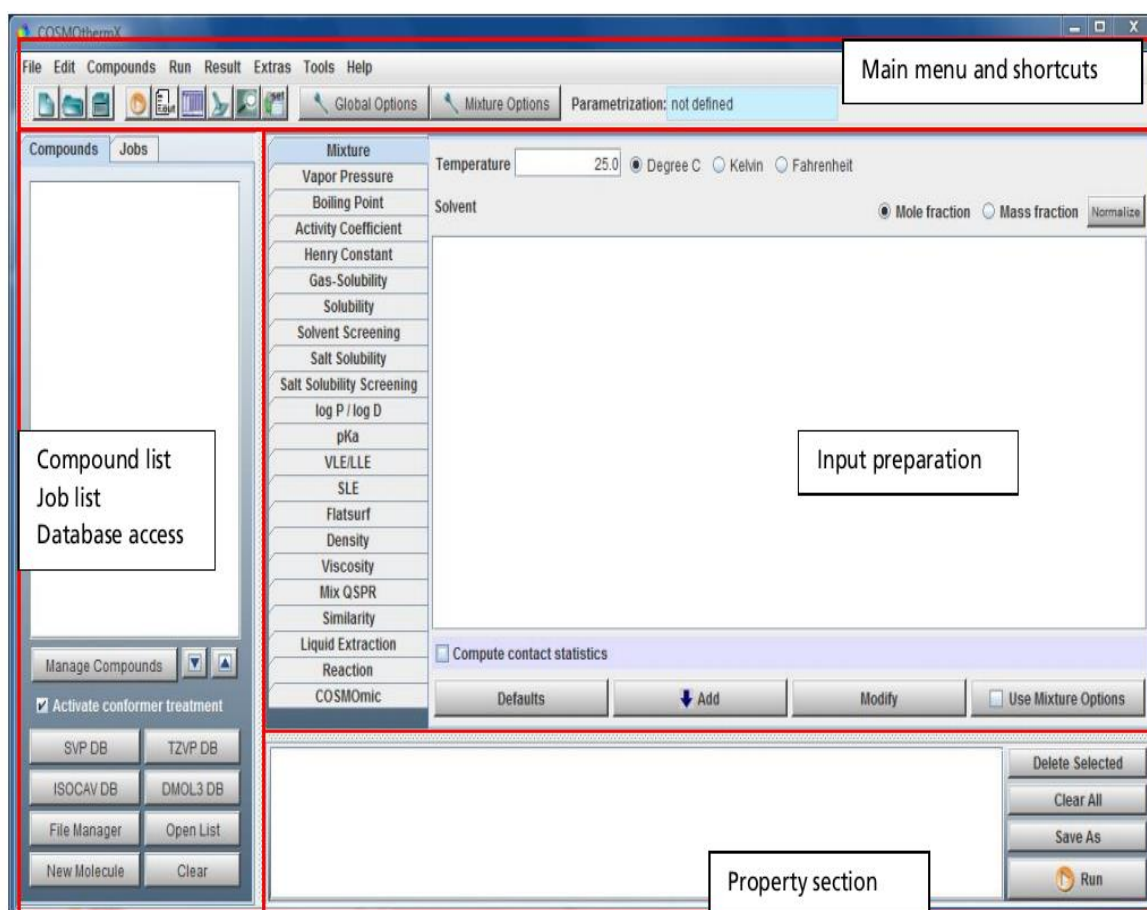 COSMOthermX
File Edit Compounds Run Result Extras Tools Help
Main menu and shortcuts
Global Options Mixture Options Parametrization: not defined
Compounds Jobs
Mixture
Vapor Pressure
Boiling Point
Activity Coefficient
Henry Constant
Gas-Solubility
Solubility
Solvent Screening
Salt Solubility
Salt Solubility Screening
log P / log D
pKa
VLE/LLE
SLE
Flatsurf
Density
Viscosity
Mix QSPR
Similarity
Liquid Extraction
Reaction
COSMOmic
Temperature 25.0 Degree C Kelvin Fahrenheit
Solvent Mole fraction Mass fraction Normalize
Compound list
Job list
Database access
Input preparation
Manage Compounds
Activate conformer treatment
SVP DB TZVP DB
ISOCAV DB DMOL3 DB
File Manager Open List
New Molecule Clear
Compute contact statistics
Defaults Add Modify Use Mixture Options
Delete Selected
Clear All
Save As
Run
Property section